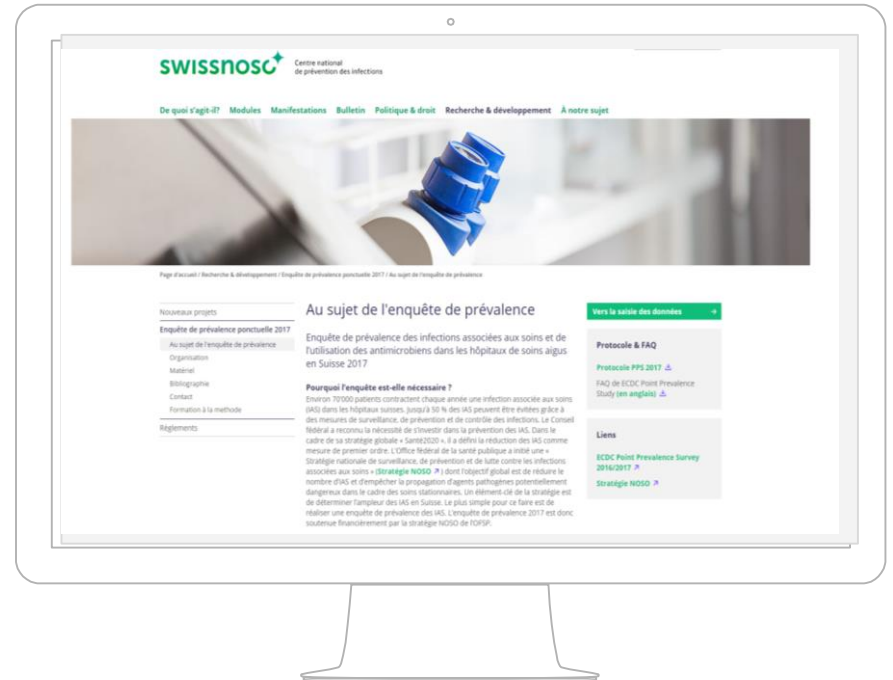 swissnoso
Centre national
de prévention des infections
De quoi s'agit-il? Modules Manifestations Bulletin Politique & droit Recherche & développement À notre sujet
Page d'accueil / Recherche & développement / Enquête de prévalence ponctuelle 2017 / Au sujet de l'enquête de prévalence
Nouveaux projets
Enquête de prévalence ponctuelle 2017
Au sujet de l'enquête de prévalence
Organisation
Matériel
Bibliographie
Contact
Formation à la methode
Règlements
Au sujet de l'enquête de prévalence
Enquête de prévalence des infections associées aux soins et de
l'utilisation des antimicrobiens dans les hôpitaux de soins aigus
en Suisse 2017
Pourquoi l'enquête est-elle nécessaire ?
Environ 70'000 patients contractent chaque année une infection associée aux soins
(IAS) dans les hôpitaux suisses. Jusqu'à 50 % des IAS peuvent être évitées grâce à
des mesures de surveillance, de prévention et de contrôle des infections. Le Conseil
fédéral a reconnu la nécessité de s'investir dans la prévention des IAS. Dans le
cadre de sa stratégie globale « Santé2020 », il a défini la réduction des IAS comme
mesure de premier ordre. L'Office fédéral de la santé publique a initié une «
Stratégie nationale de surveillance, de prévention et de lutte contre les infections
associées aux soins » (Stratégie NOSO ↗) dont l'objectif global est de réduire le
nombre d'IAS et d'empêcher la propagation d'agents pathogènes potentiellement
dangereux dans le cadre des soins stationnaires. Un élément-clé de la stratégie est
de déterminer l'ampleur des IAS en Suisse. Le plus simple pour ce faire est de
réaliser une enquête de prévalence des IAS. L'enquête de prévalence 2017 est donc
soutenue financièrement par la stratégie NOSO de l'OFSP.
Vers la saisie des données →
Protocole & FAQ
Protocole PPS 2017
FAQ de ECDC Point Prevalence
Study (en anglais)
Liens
ECDC Point Prevalence Survey
2016/2017 ↗
Stratégie NOSO ↗